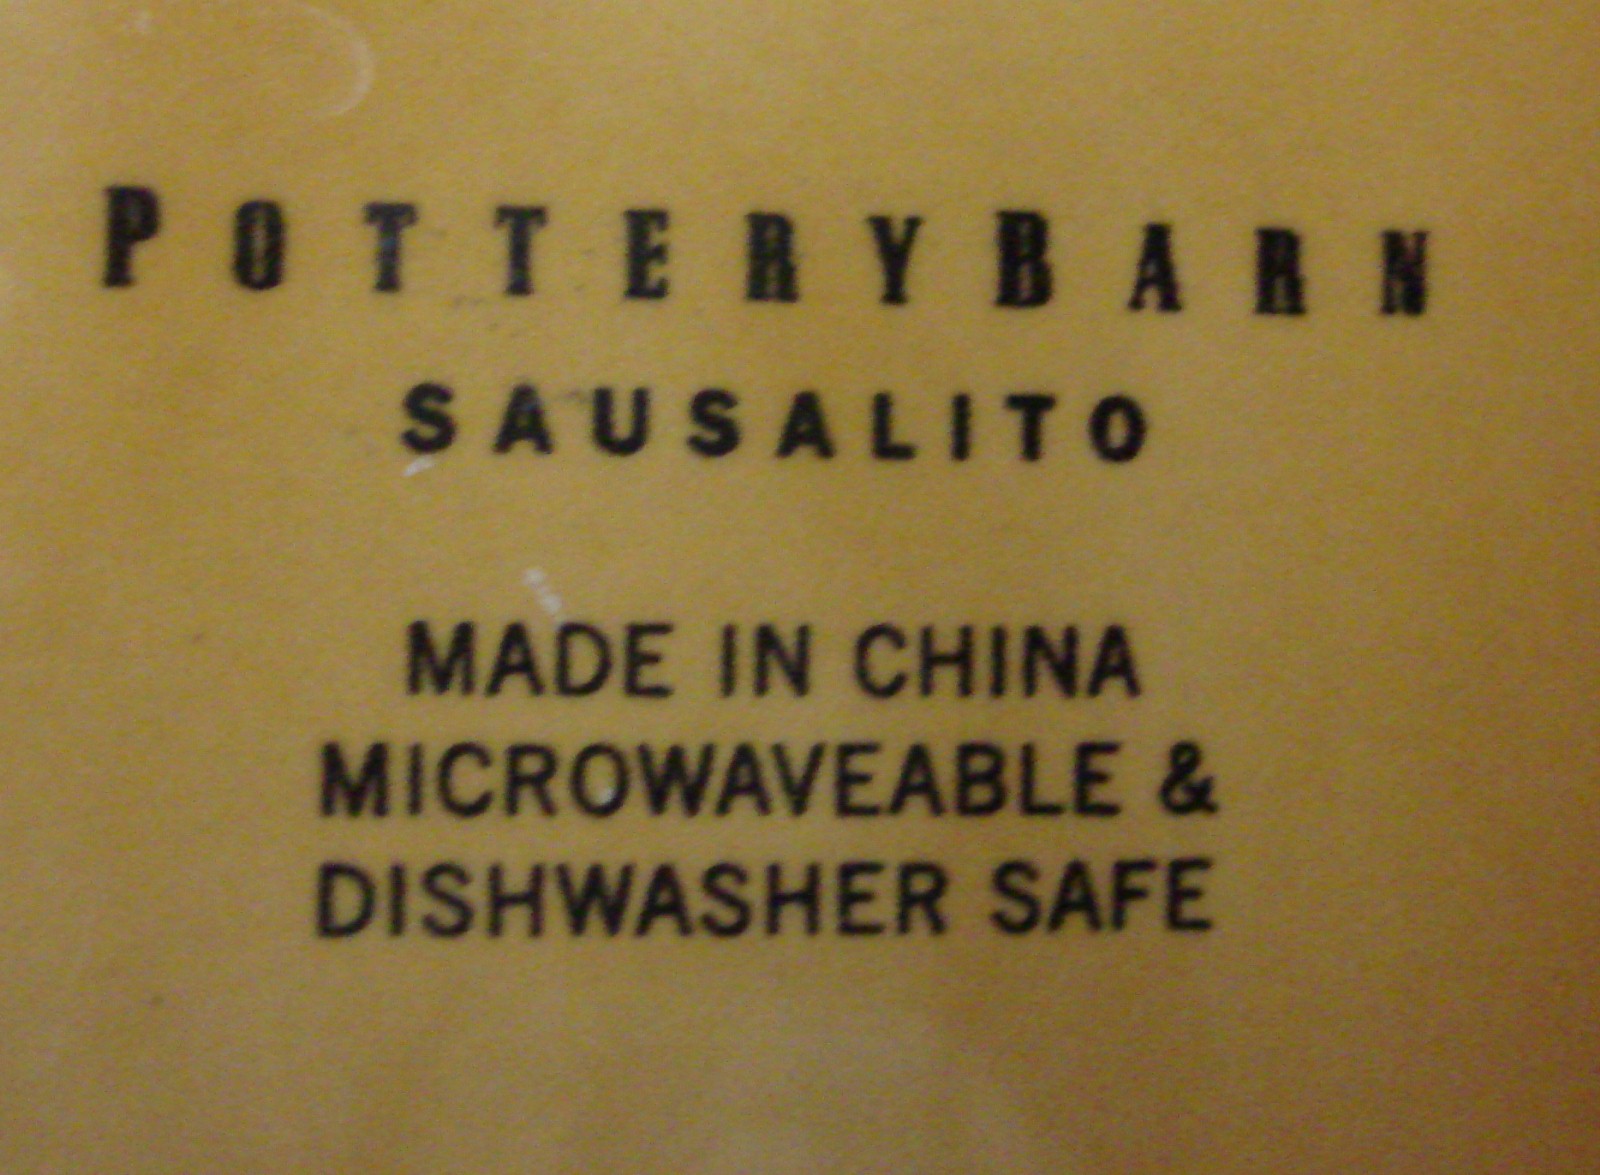 POTTERYBARN
SAUSALITO
MADE IN CHINA
MICROWAVEABLE &
DISHWASHER SAFE